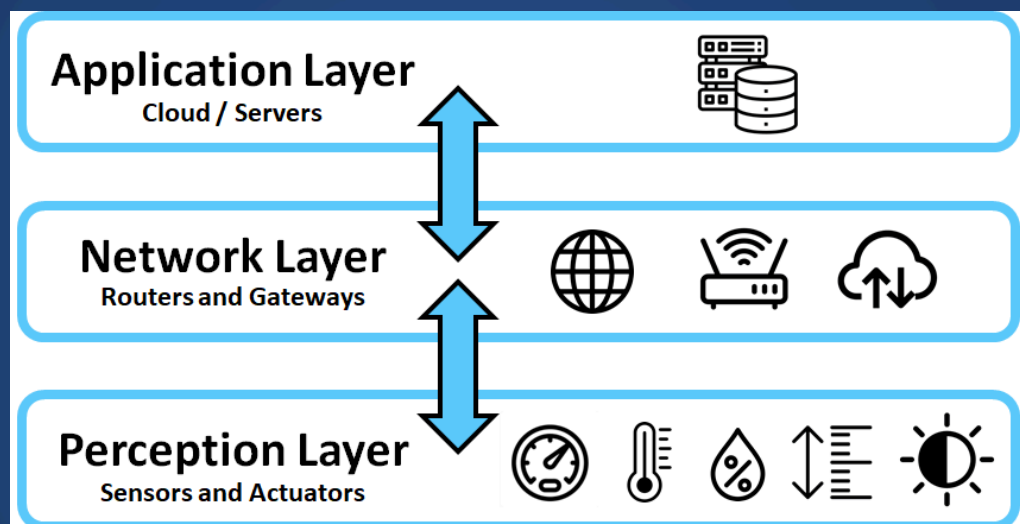 Application Layer
Cloud / Servers
Network Layer
Routers and Gateways
Perception Layer
Sensors and Actuators
%